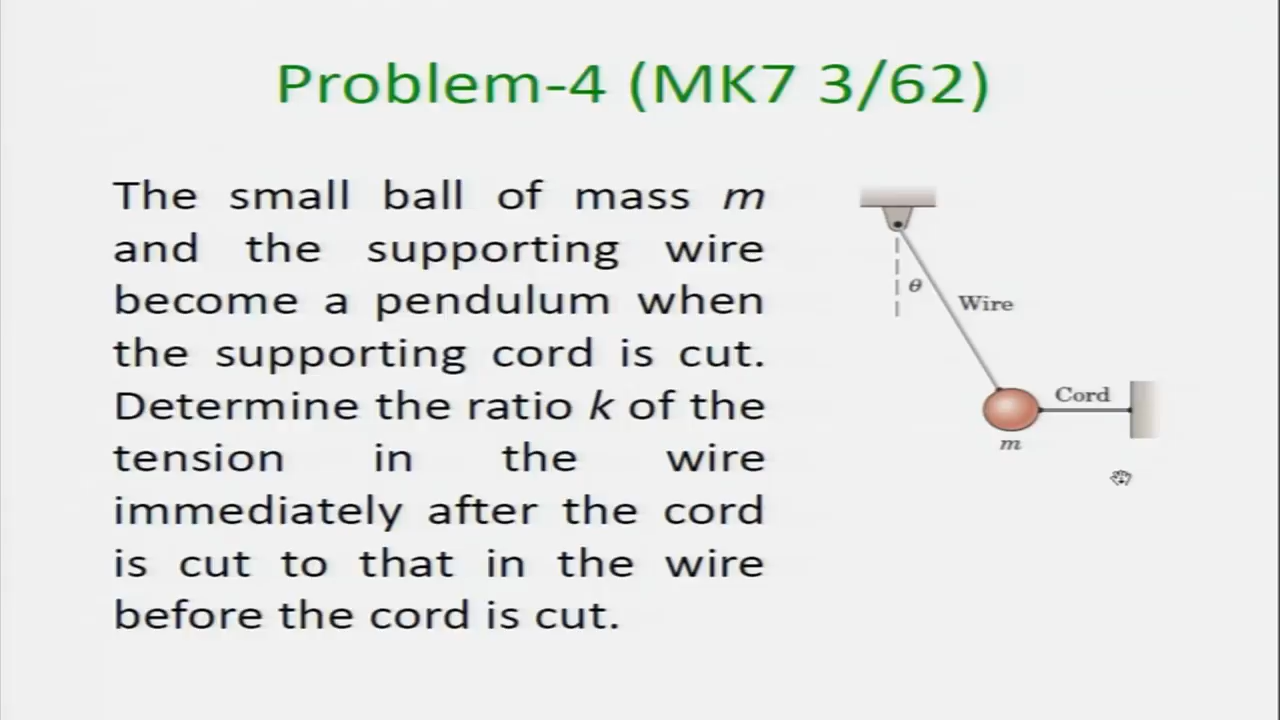 Problem-4 (MK7 3/62)
The small ball of mass m
and the supporting wire
become a pendulum when
the supporting cord is cut.
Determine the ratio k of the
tension in the wire
immediately after the cord
is cut to that in the wire
before the cord is cut.
θ
Wire
Cord
m